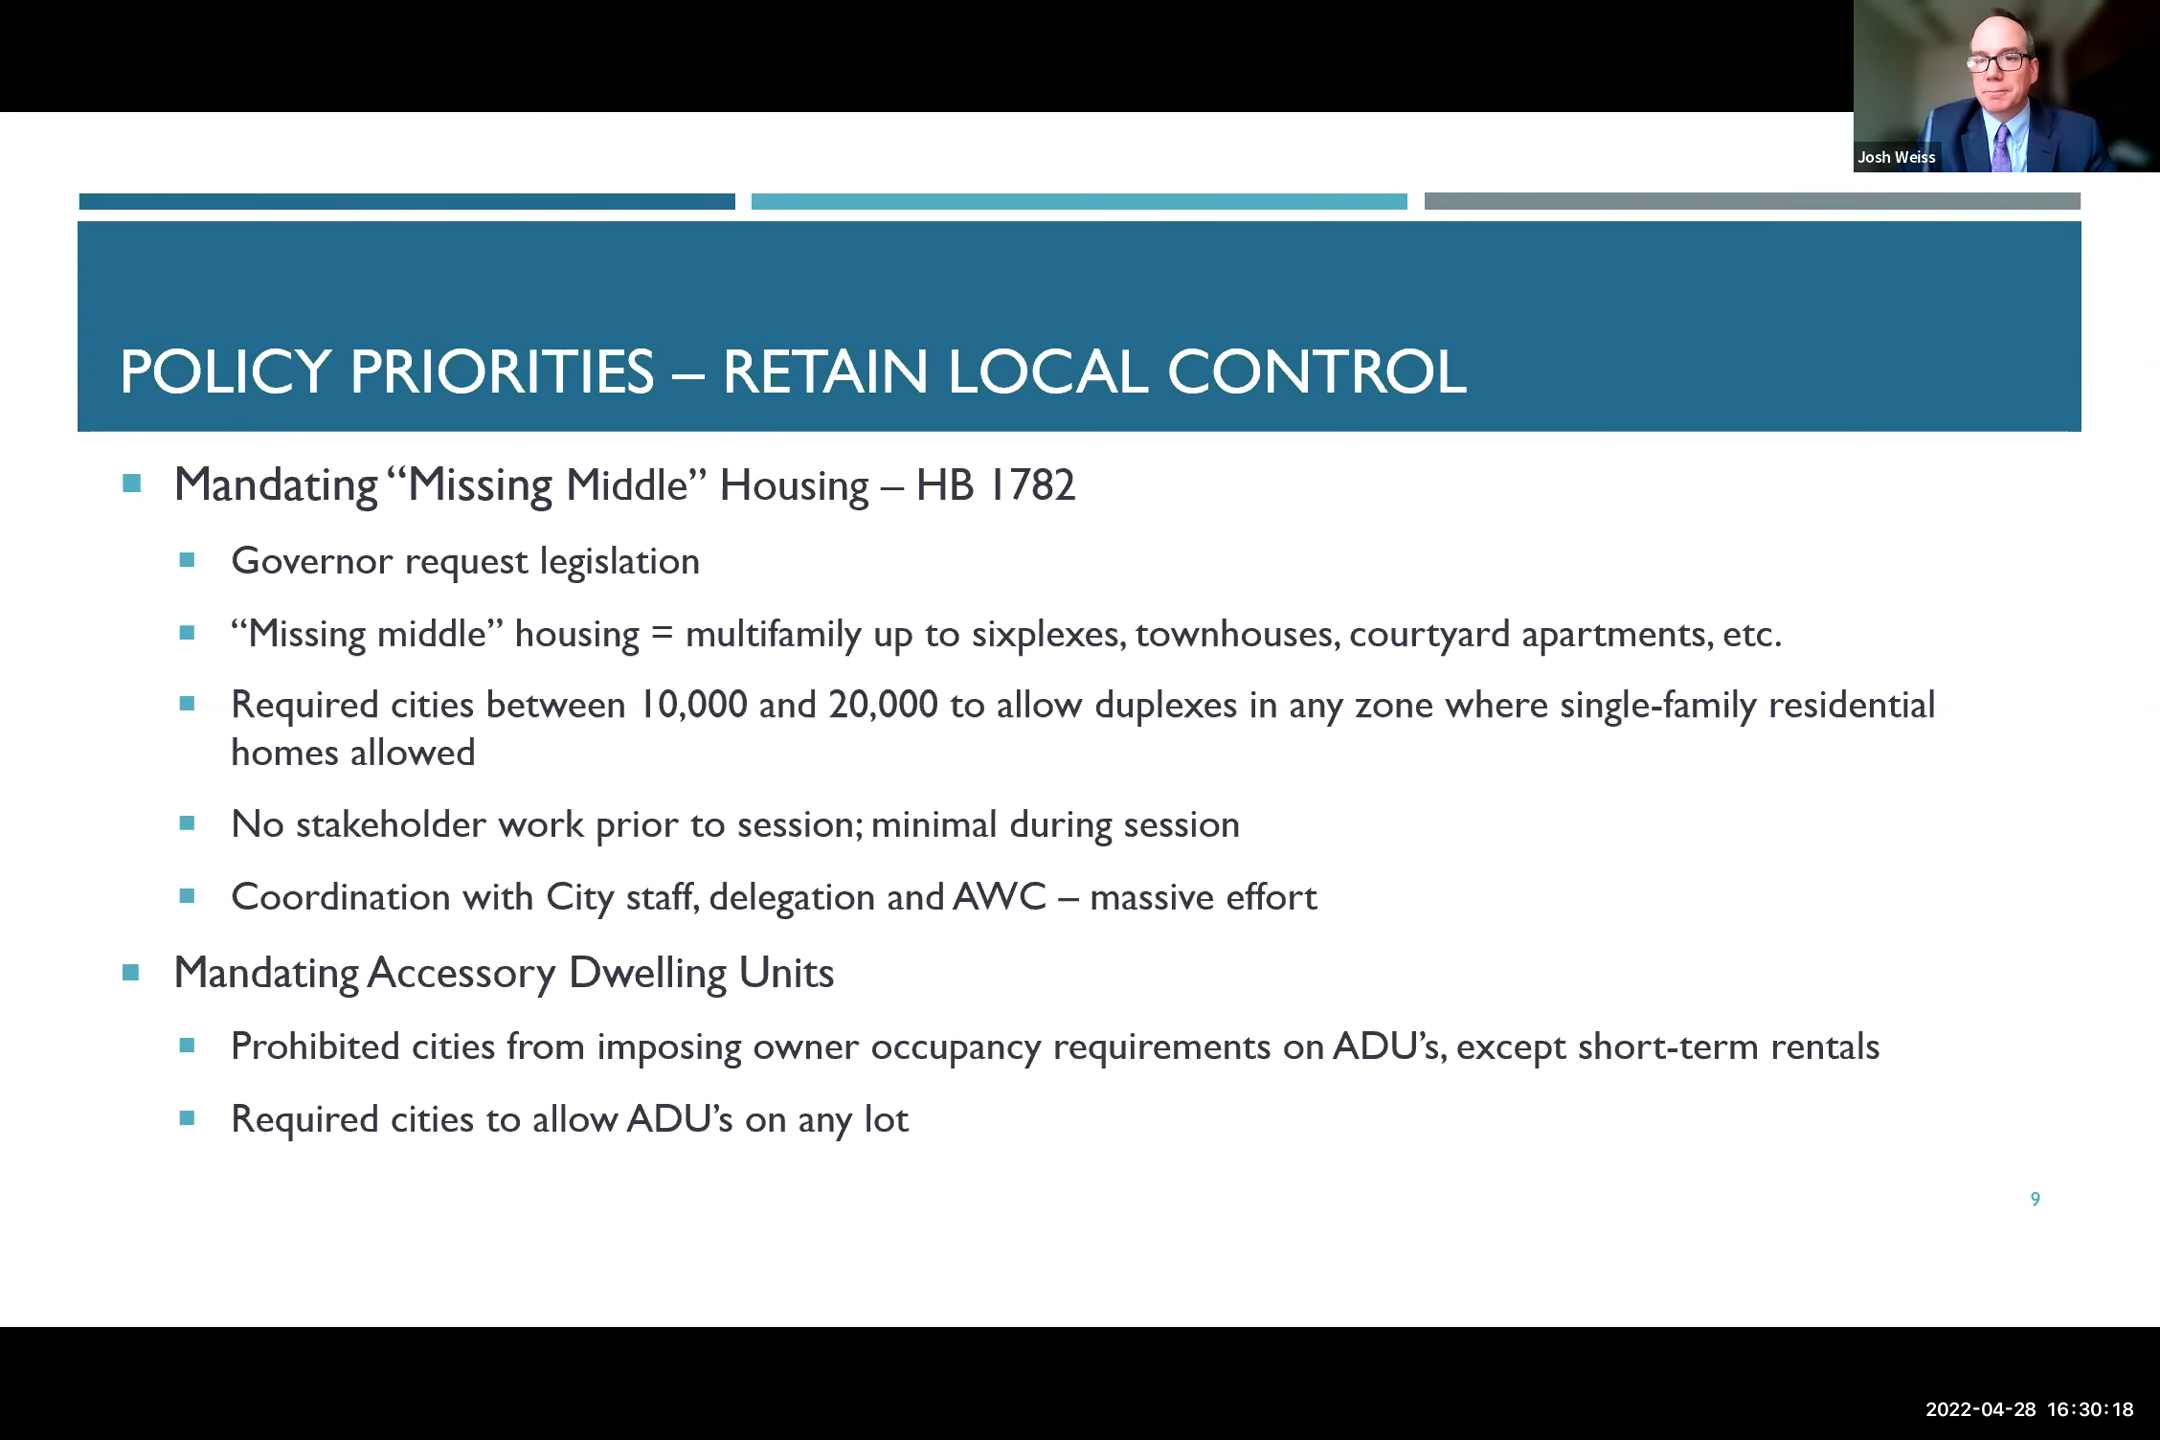 Josh Weiss
POLICY PRIORITIES – RETAIN LOCAL CONTROL
Mandating “Missing Middle” Housing – HB 1782
Governor request legislation
“Missing middle” housing = multifamily up to sixplexes, townhouses, courtyard apartments, etc.
Required cities between 10,000 and 20,000 to allow duplexes in any zone where single-family residential
homes allowed
No stakeholder work prior to session; minimal during session
Coordination with City staff, delegation and AWC – massive effort
Mandating Accessory Dwelling Units
Prohibited cities from imposing owner occupancy requirements on ADU’s, except short-term rentals
Required cities to allow ADU’s on any lot
9
2022-04-28 16:30:18